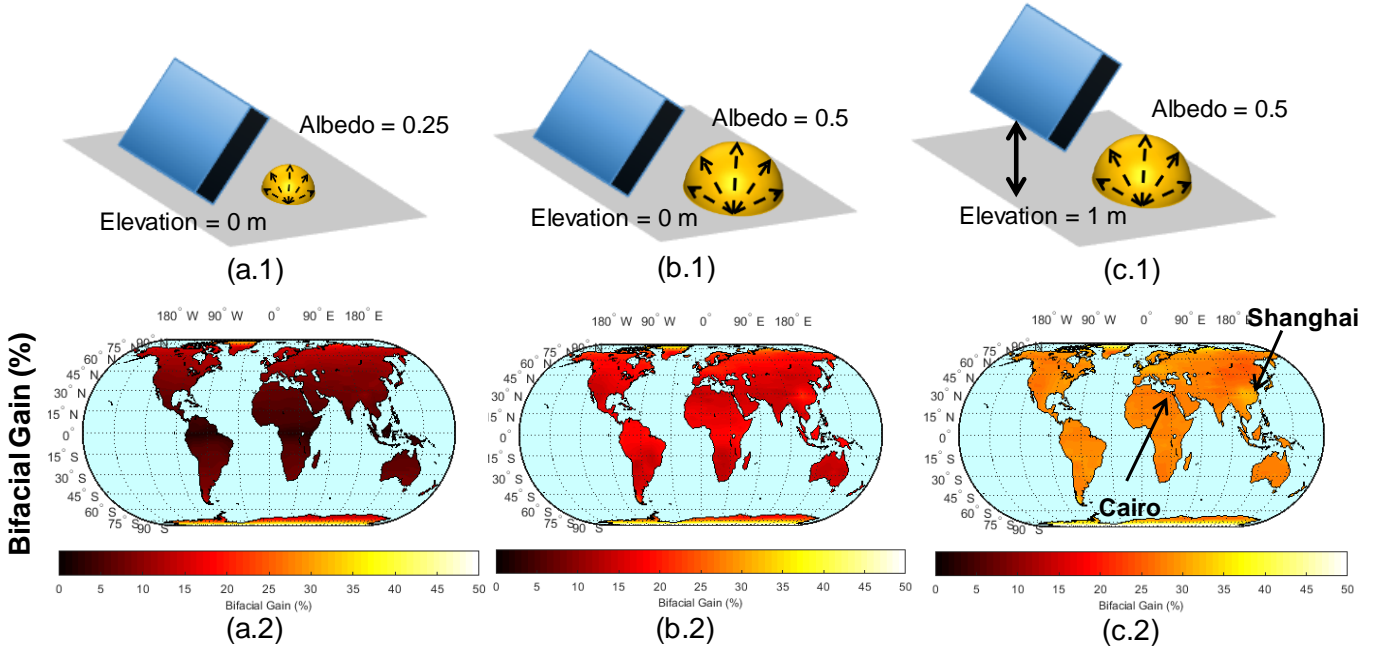 Albedo = 0.25
Elevation = 0 m
(a.1)
Albedo = 0.5
Elevation = 0 m
(b.1)
Albedo = 0.5
Elevation = 1 m
(c.1)
Bifacial Gain (%)
180° W 90° W 0° 90° E 180° E
75° N
60° N
45° N
30° N
15° N
0°
15° S
30° S
45° S
60° S
75° S
90° S
0 5 10 15 20 25 30 35 40 45 50
Bifacial Gain (%)
(a.2)
180° W 90° W 0° 90° E 180° E
75° N
60° N
45° N
30° N
15° N
0°
15° S
30° S
45° S
60° S
75° S
90° S
0 5 10 15 20 25 30 35 40 45 50
Bifacial Gain (%)
(b.2)
180° W 90° W 0° 90° E 180°
Shanghai
75° N
60° N
45° N
30° N
15° N
0°
15° S
30° S
45° S
60° S
75° S
90° S
Cairo
0 5 10 15 20 25 30 35 40 45 50
Bifacial Gain (%)
(c.2)